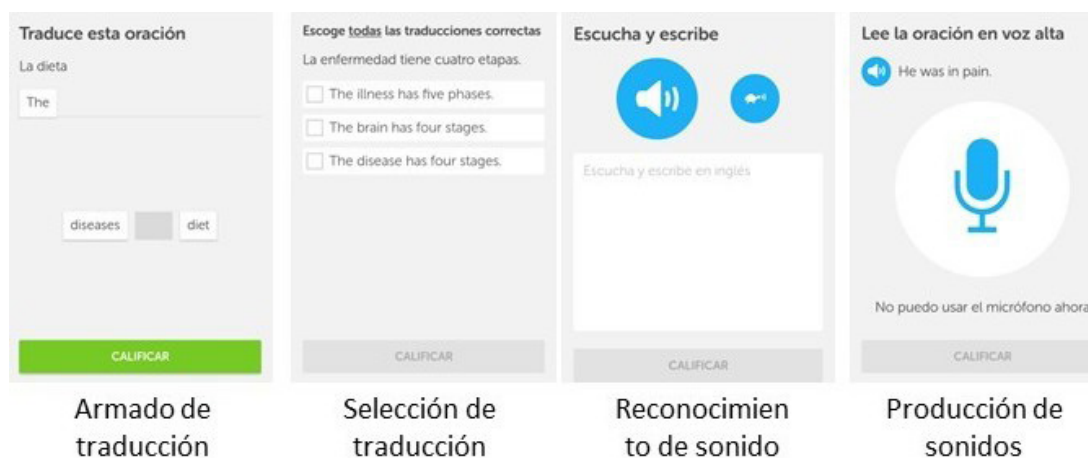 Traduce esta oración
La dieta
The
diseases diet
CALIFICAR
Armado de
traducción
Escoge todas las traducciones correctas
La enfermedad tiene cuatro etapas.
The illness has five phases.
The brain has four stages.
The disease has four stages.
CALIFICAR
Selección de
traducción
Escucha y escribe
Escucha y escribe en inglés
CALIFICAR
Reconocimien
to de sonido
Lee la oración en voz alta
He was in pain.
No puedo usar el micrófono ahora
CALIFICAR
Producción de
sonidos